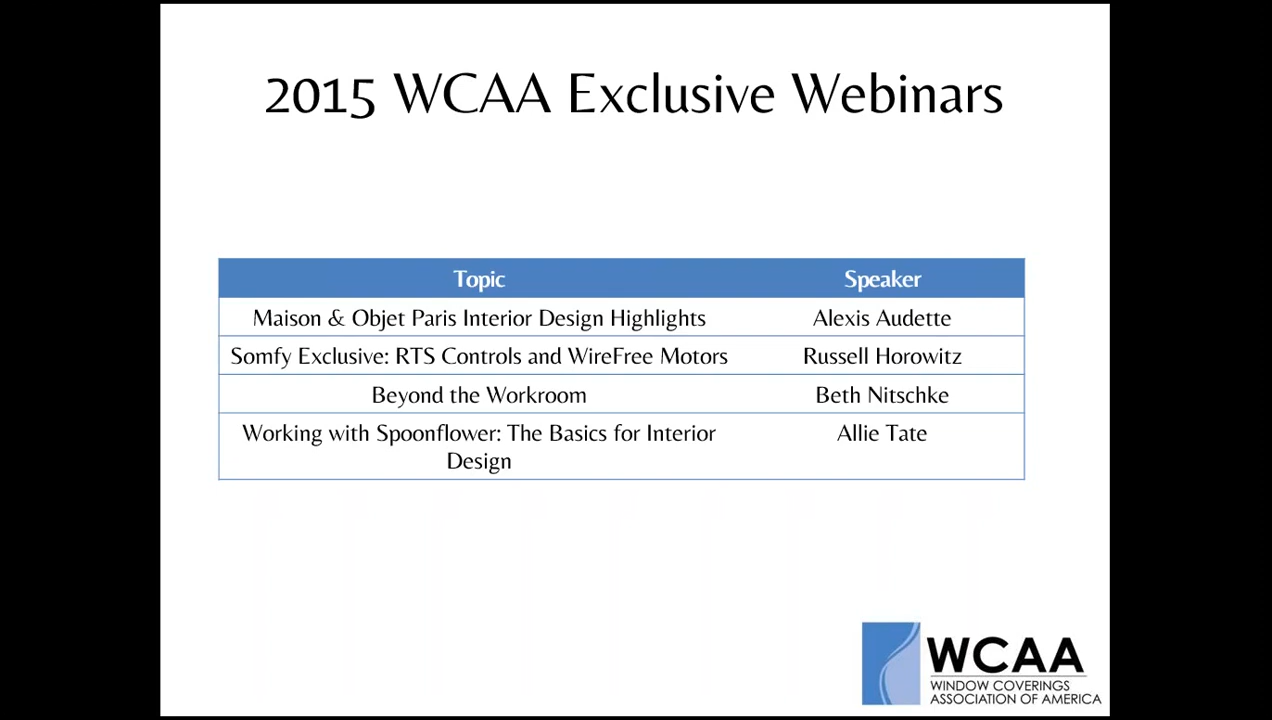 2015 WCAA Exclusive Webinars
Topic Speaker
Maison & Objet Paris Interior Design Highlights Alexis Audette
Somfy Exclusive: RTS Controls and WireFree Motors Russell Horowitz
Beyond the Workroom Beth Nitschke
Working with Spoonflower: The Basics for Interior Allie Tate
Design
WCAA
WINDOW COVERINGS
ASSOCIATION OF AMERICA